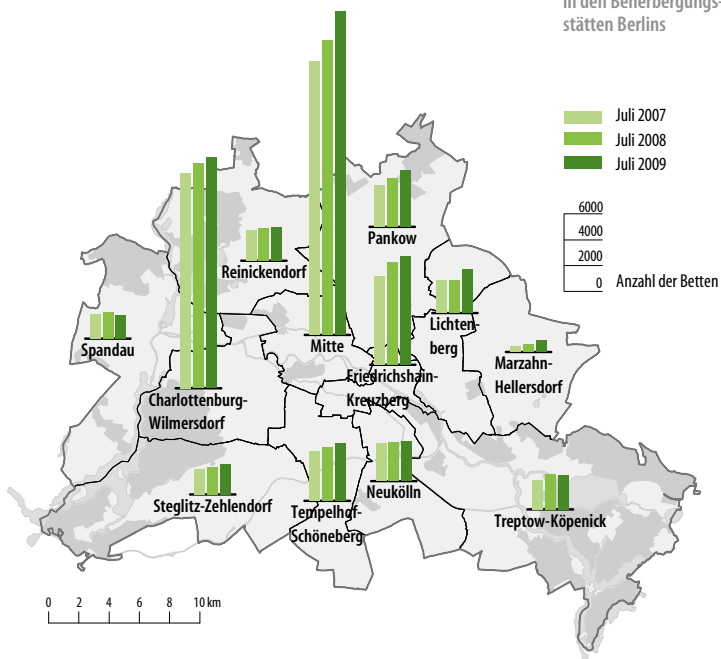 in den Beherbergungs-
stätten Berlins
Juli 2007
Juli 2008
Juli 2009
6000
4000
2000
0 Anzahl der Betten
Pankow
Reinickendorf
Lichten-
berg
Spandau
Mitte
Marzahn-
Hellersdorf
Friedrichshain-
Kreuzberg
Charlottenburg-
Wilmersdorf
Steglitz-Zehlendorf
Tempelhof-
Schöneberg
Neukölln
Treptow-Köpenick
0 2 4 6 8 10 km